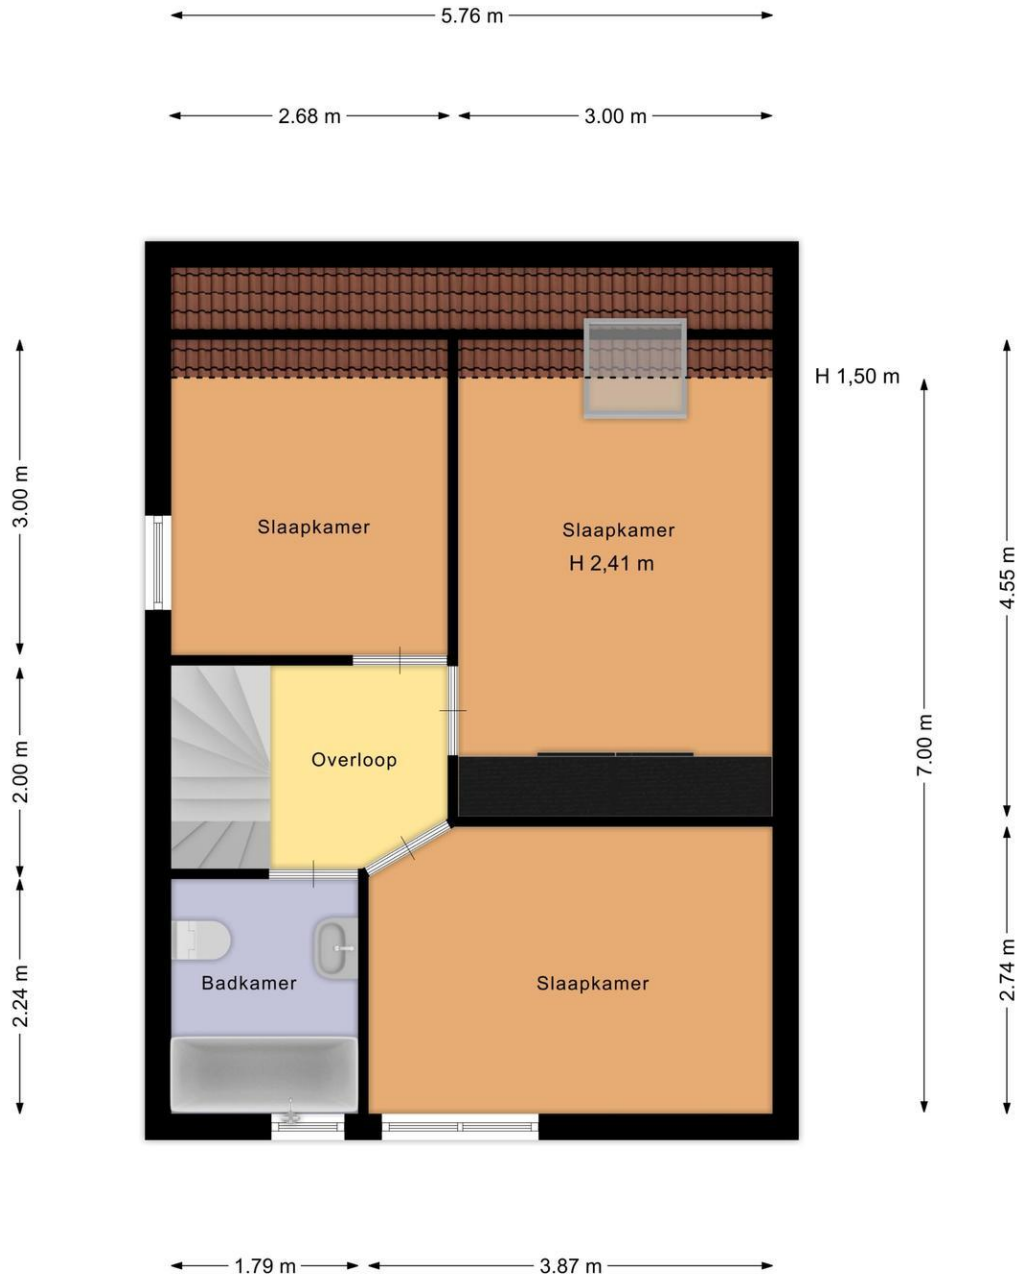 5.76 m
2.68 m
3.00 m
H 1,50 m
3.00 m
Slaapkamer
Slaapkamer
H 2,41 m
4.55 m
7.00 m
2.00 m
Overloop
2.24 m
Badkamer
Slaapkamer
2.74 m
1.79 m
3.87 m